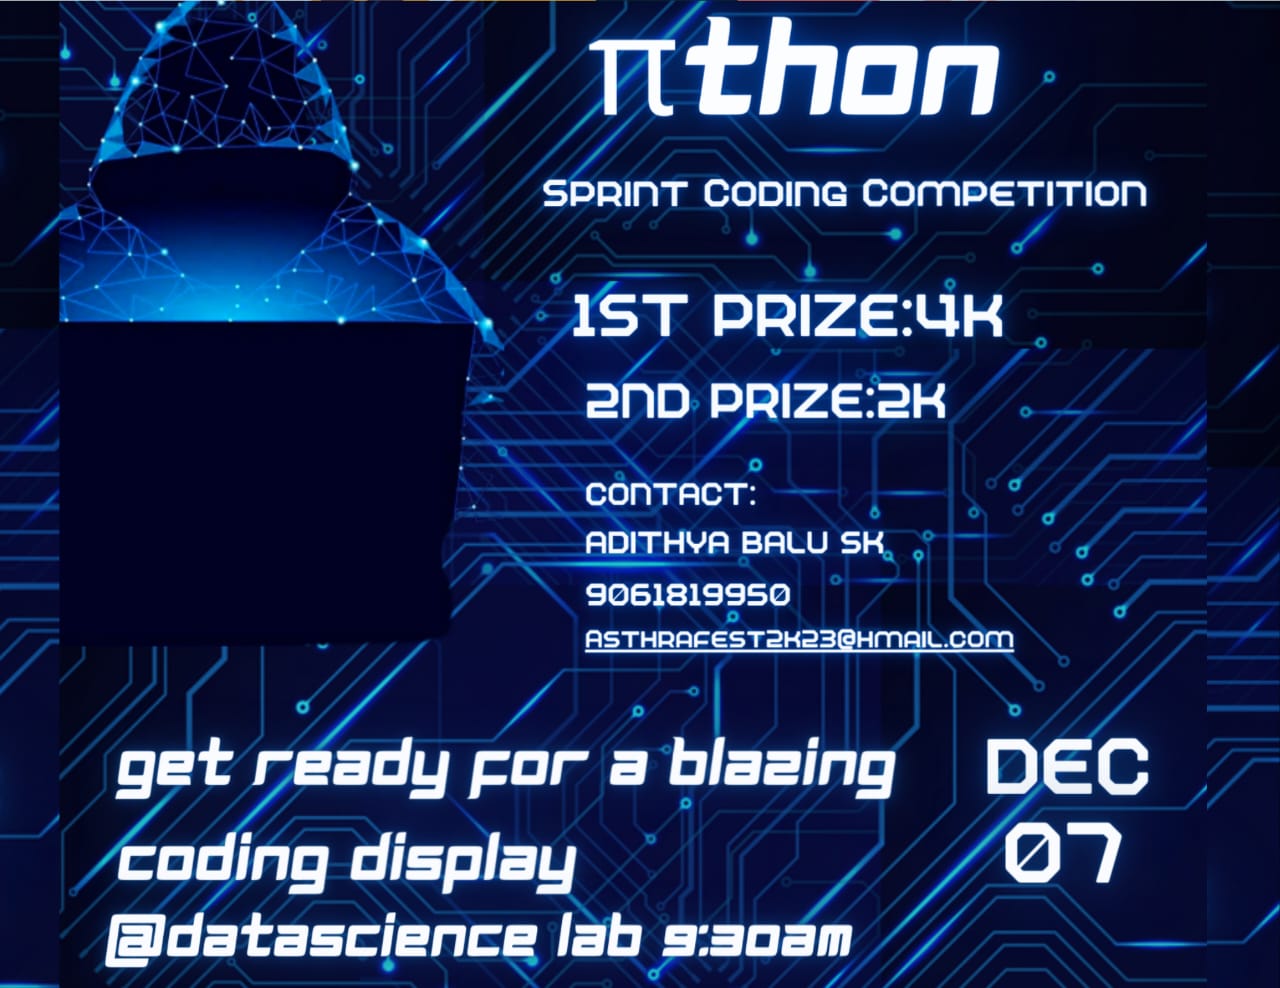 πthon
Sprint Coding Competition
1ST PRIZE:4K
2ND PRIZE:2K
CONTACT:
ADITHYA BALU SK
9061819950
ASTHRAFEST2K23@HMAIL.COM
get ready for a blazing
coding display
@datascience lab 9:30am
DEC
07